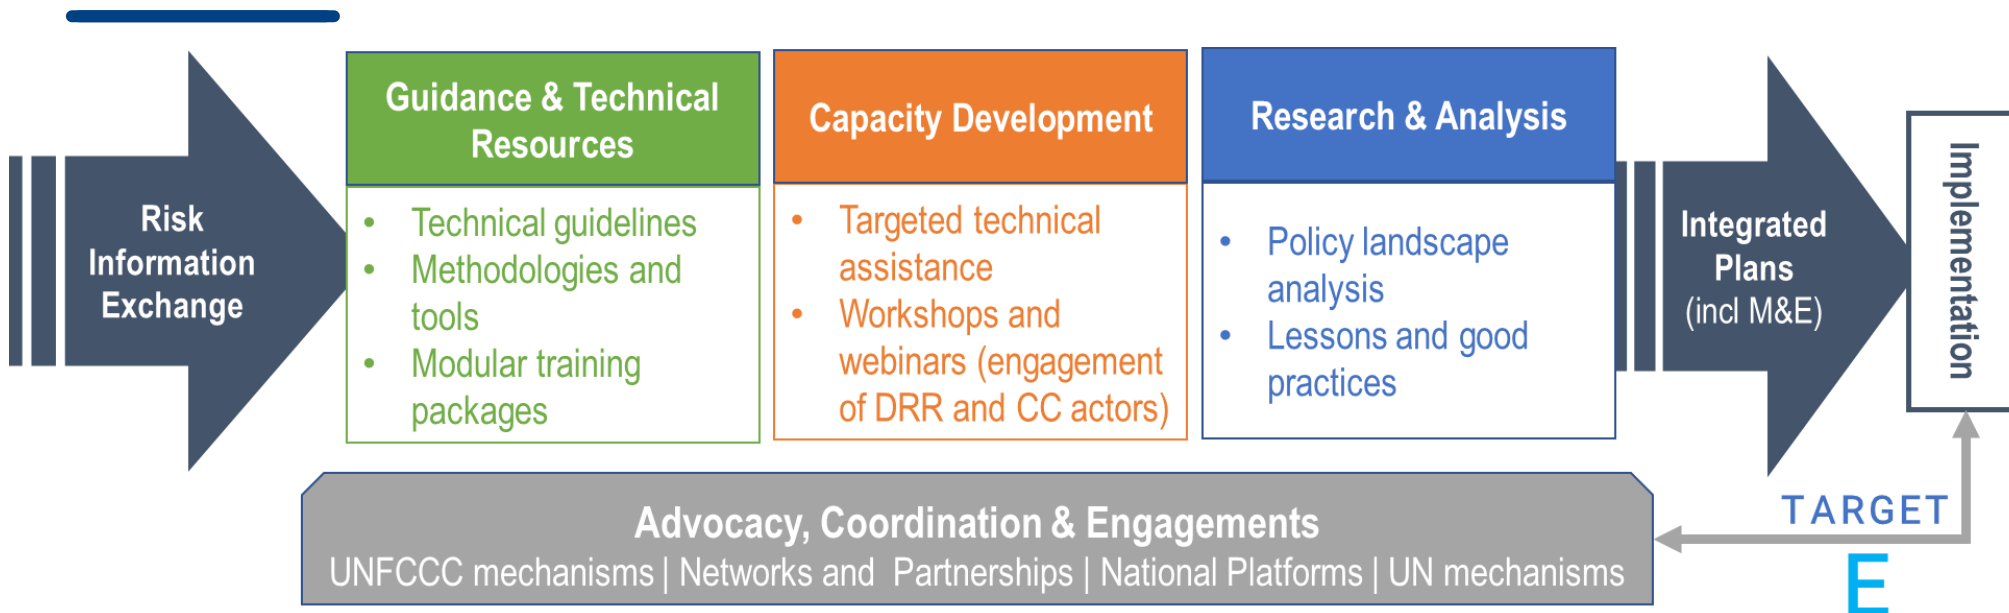 Risk
Information
Exchange
Guidance & Technical
Resources
• Technical guidelines
• Methodologies and
tools
• Modular training
packages
Capacity Development
• Targeted technical
assistance
• Workshops and
webinars (engagement
of DRR and CC actors)
Research & Analysis
• Policy landscape
analysis
• Lessons and good
practices
Integrated
Plans
(incl M&E)
Implementation
Advocacy, Coordination & Engagements
UNFCCC mechanisms | Networks and Partnerships | National Platforms | UN mechanisms
TARGET
E